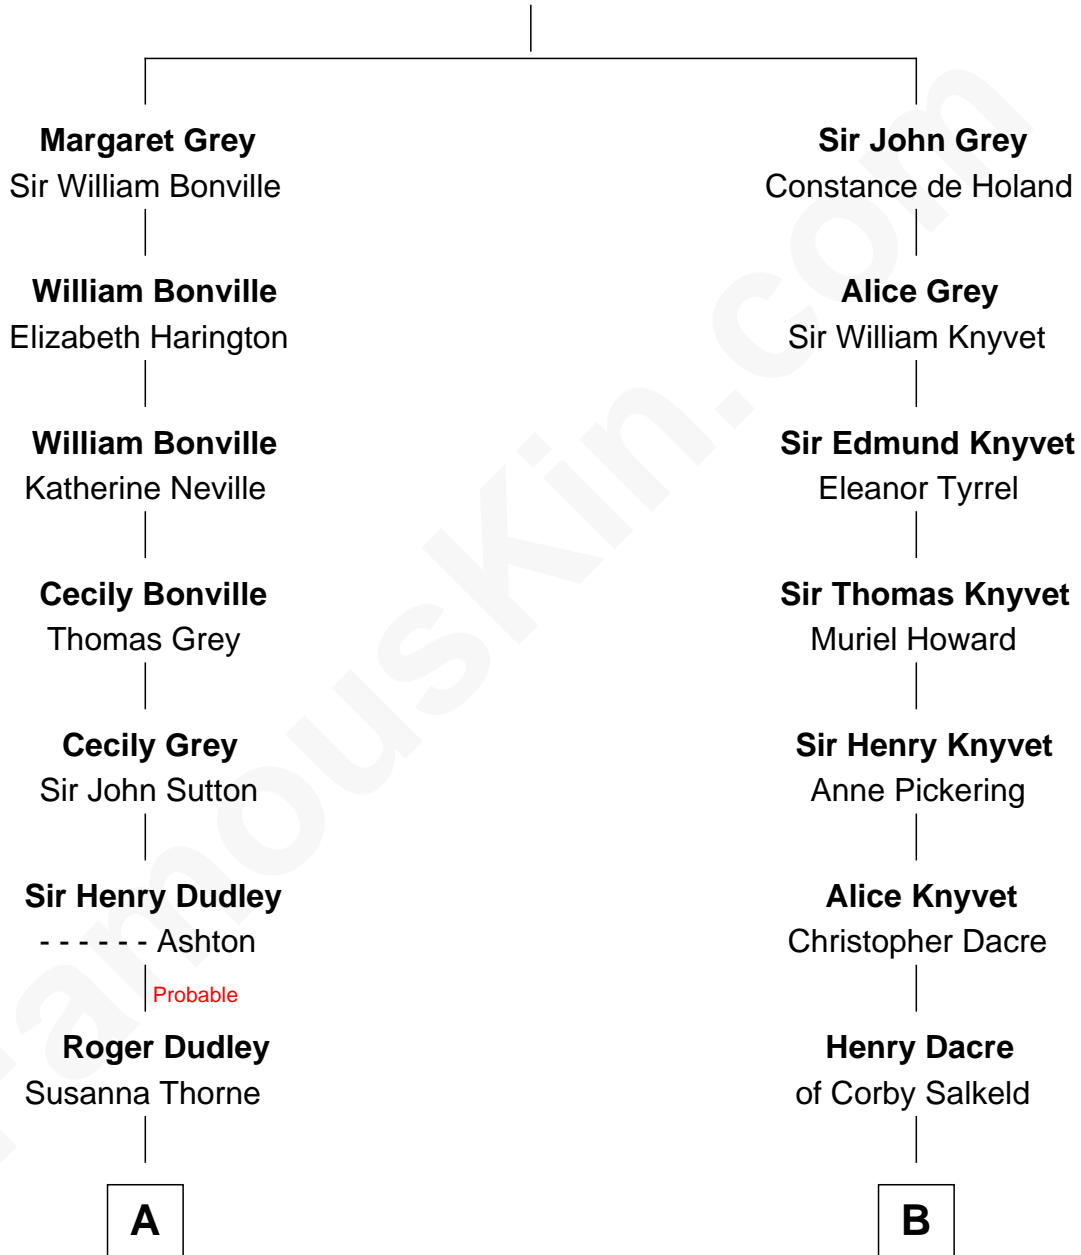 Margaret Grey
Sir William Bonville
William Bonville
Elizabeth Harington
William Bonville
Katherine Neville
Cecily Bonville
Thomas Grey
Cecily Grey
Sir John Sutton
Sir Henry Dudley
- - - - - - Ashton
Probable
Roger Dudley
Susanna Thorne
A
Sir John Grey
Constance de Holand
Alice Grey
Sir William Knyvet
Sir Edmund Knyvet
Eleanor Tyrrel
Sir Thomas Knyvet
Muriel Howard
Sir Henry Knyvet
Anne Pickering
Alice Knyvet
Christopher Dacre
Henry Dacre
of Corby Salkeld
B
FamousKin.com